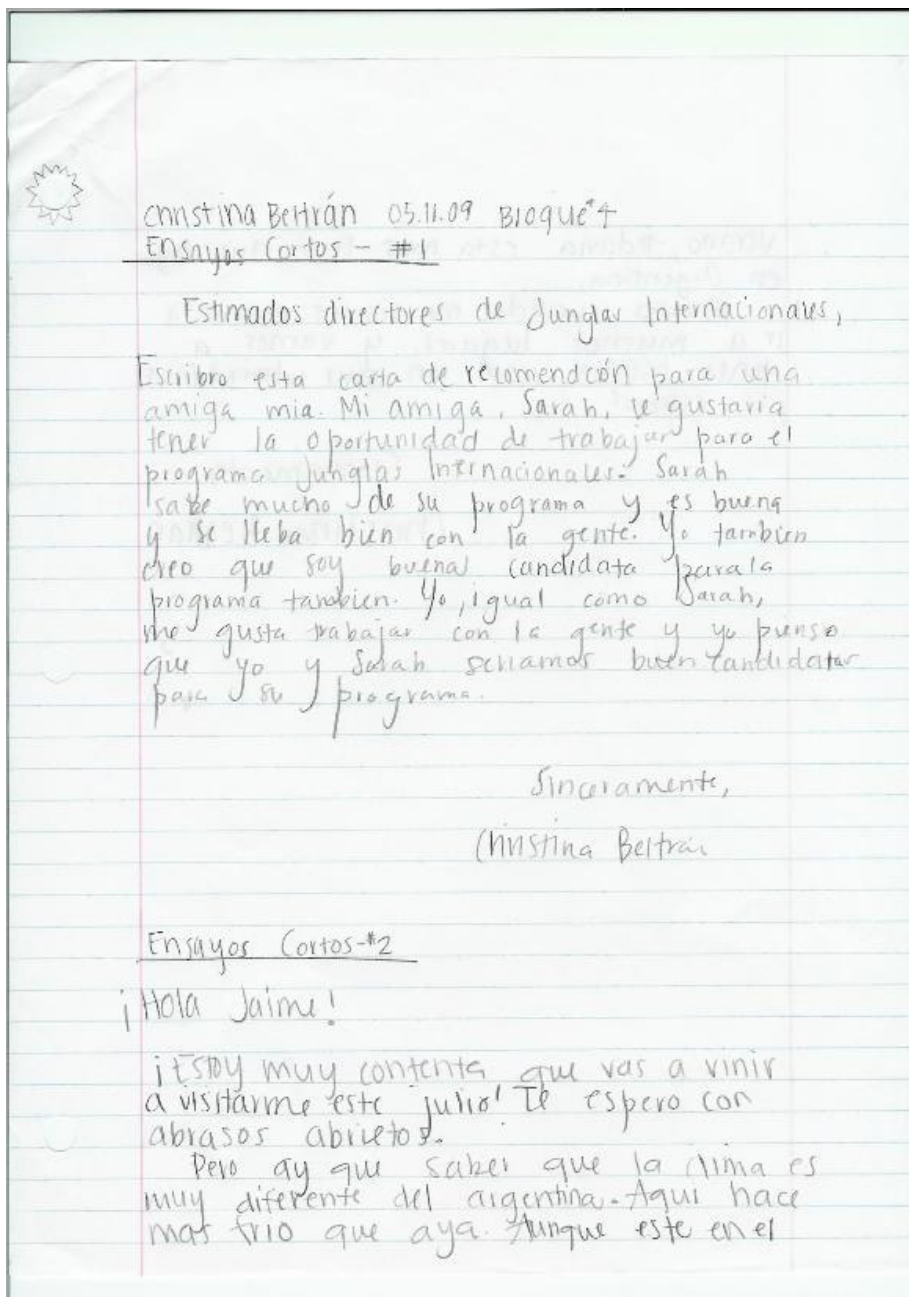 Christina Beltrán 05.11.09 Bloque #4
Ensayos Cortos - #1
Estimados directores de Junglas Internacionales,
Escribro esta carta de recomendcón para una
amiga mia. Mi amiga, Sarah, le gustaria
tener la oportunidad de trabajar para el
programa Junglas Internacionales. Sarah
sabe mucho de su programa y es buena
y se lleba bien con la gente. Yo tambien
creo que soy buena candidata para la
programa tambien. Yo, igual como Sarah,
me gusta trabajar con la gente y yo pienso
que yo y Sarah seriamos buen candidatas
para su programa.
Sinceramente,
Christina Beltrán
Ensayos Cortos-#2
¡Hola Jaime!
¡Estoy muy contenta que vas a vinir
a visitarme este julio! Te espero con
abrasos abrietos.
Pero ay que saber que la clima es
muy diferente del argentina. Aqui hace
mas frio que aya. Aunque este en el